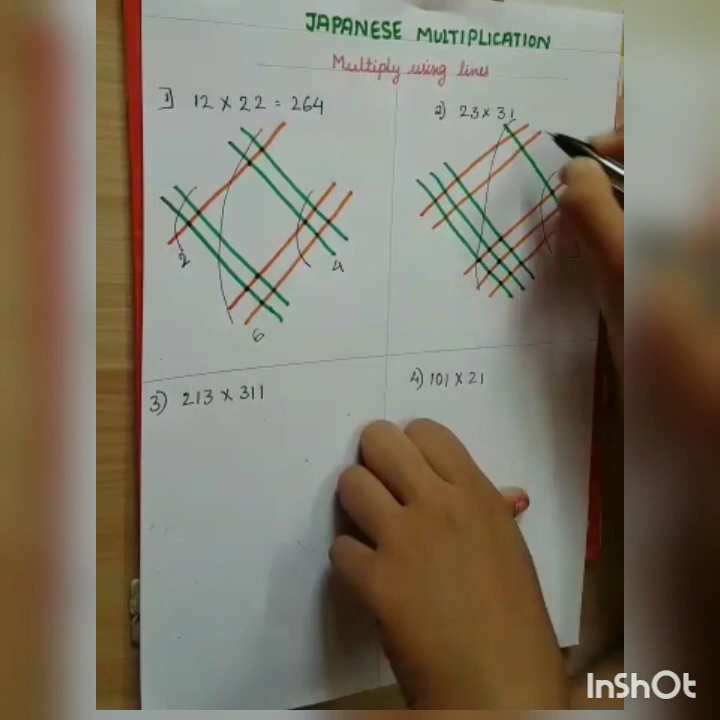 JAPANESE MULTIPLICATION
Multiply using lines
1) 12 × 22 = 264
2) 23 × 31
2
4
6
3
3) 213 × 311
4) 101 × 21
InShOt